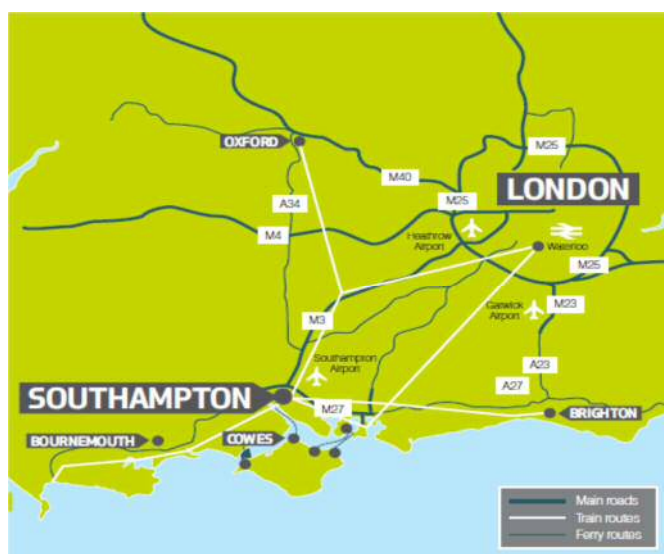 OXFORD
M25
M40
LONDON
M25
A34
M4
Heathrow
Airport
Waterloo
M25
M23
Gatwick
Airport
M3
Southampton
Airport
A23
A27
SOUTHAMPTON
M27
BRIGHTON
BOURNEMOUTH
COWES
Main roads
Train routes
Ferry routes